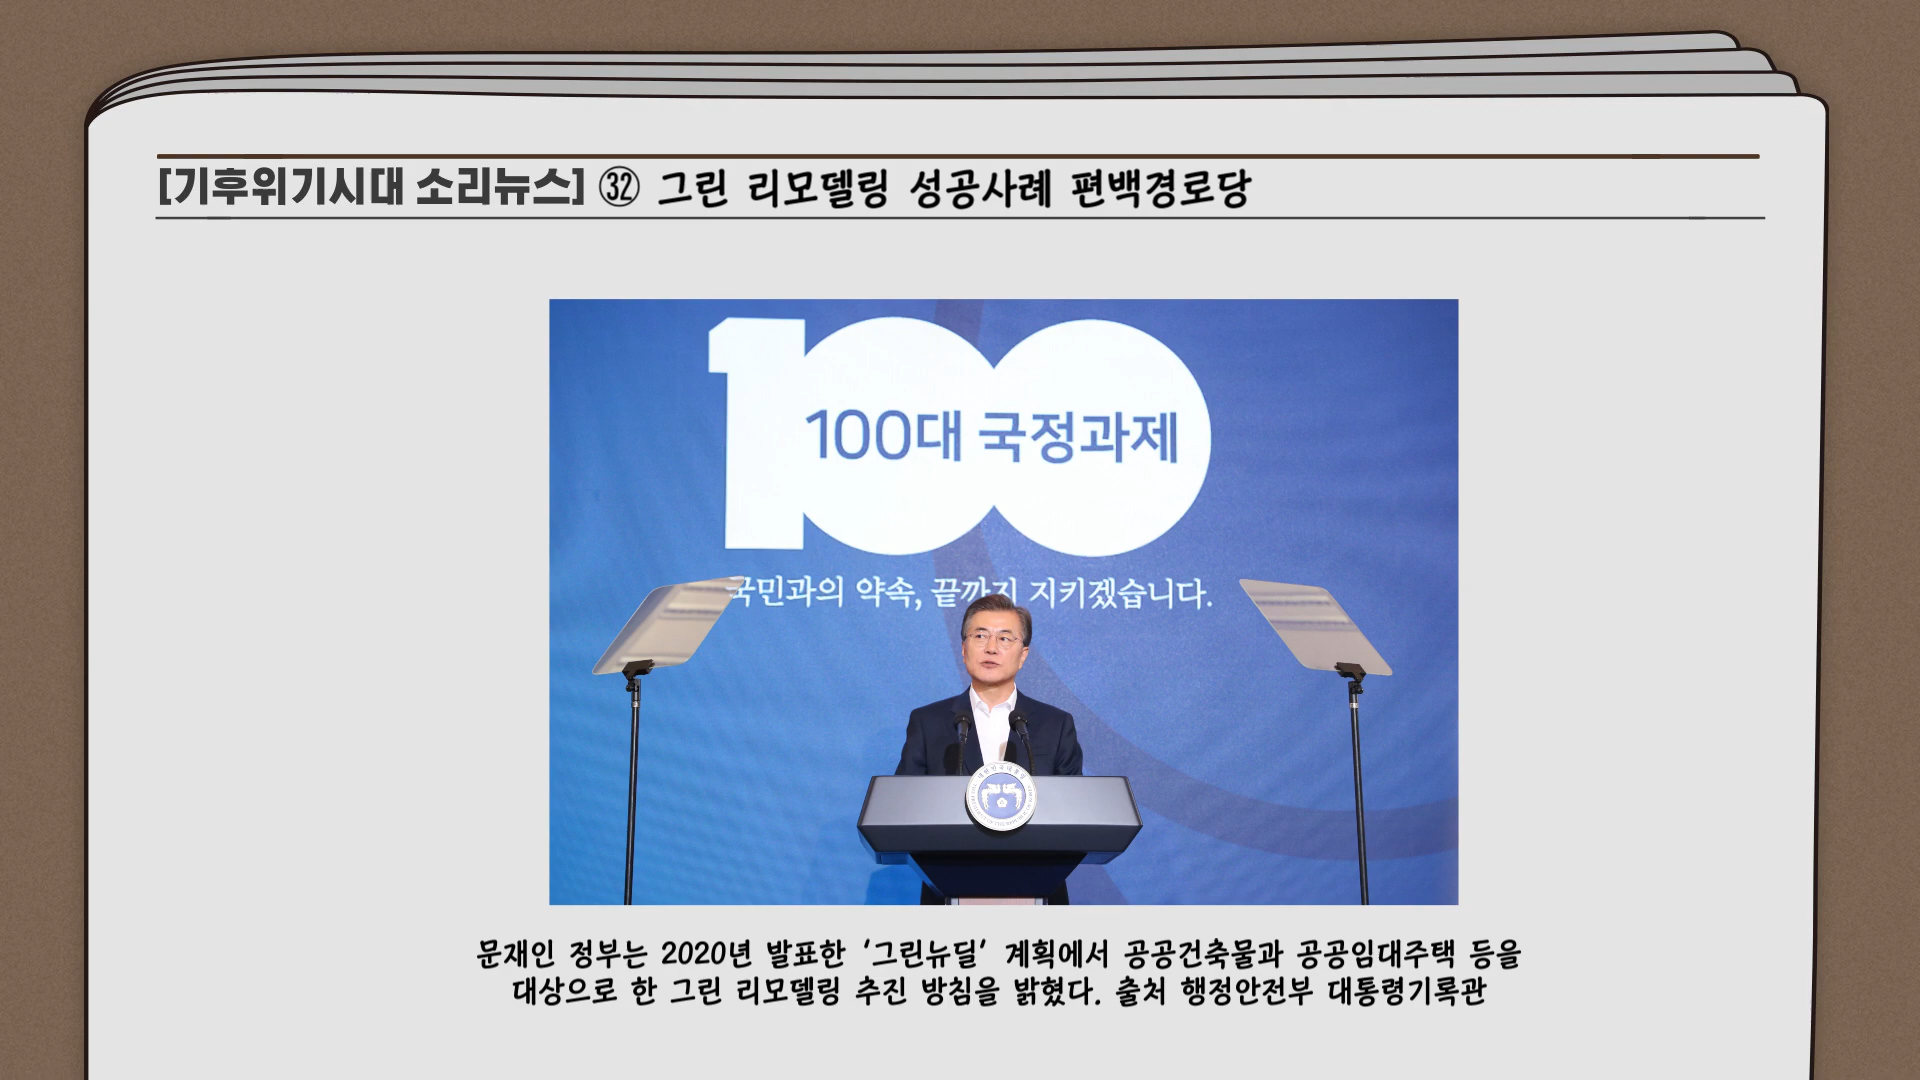 [기후위기시대 소리뉴스] ㉜ 그린 리모델링 성공사례 편백경로당
100대 국정과제
국민과의 약속, 끝까지 지키겠습니다.
문재인 정부는 2020년 발표한 ‘그린뉴딜’ 계획에서 공공건축물과 공공임대주택 등을
대상으로 한 그린 리모델링 추진 방침을 밝혔다. 출처 행정안전부 대통령기록관